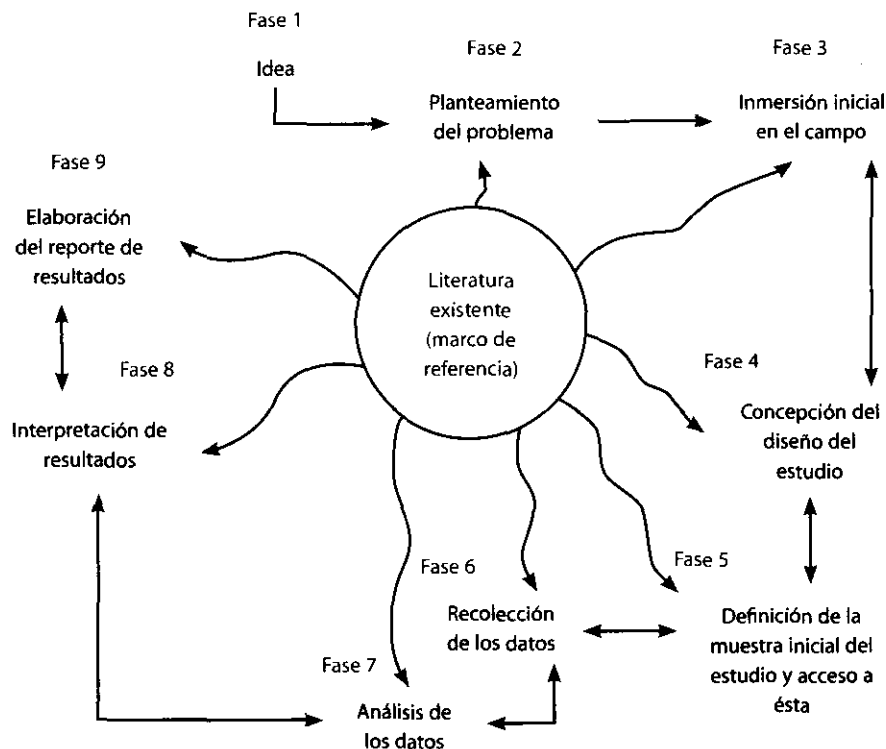 Fase 1
Idea
Fase 2
Planteamiento
del problema
Fase 3
Inmersión inicial
en el campo
Fase 9
Elaboración
del reporte de
resultados
Literatura
existente
(marco de
referencia)
Fase 4
Concepción del
diseño del
estudio
Fase 8
Interpretación de
resultados
Fase 5
Definición de la
muestra inicial del
estudio y acceso a
ésta
Fase 6
Recolección
de los datos
Fase 7
Análisis de
los datos